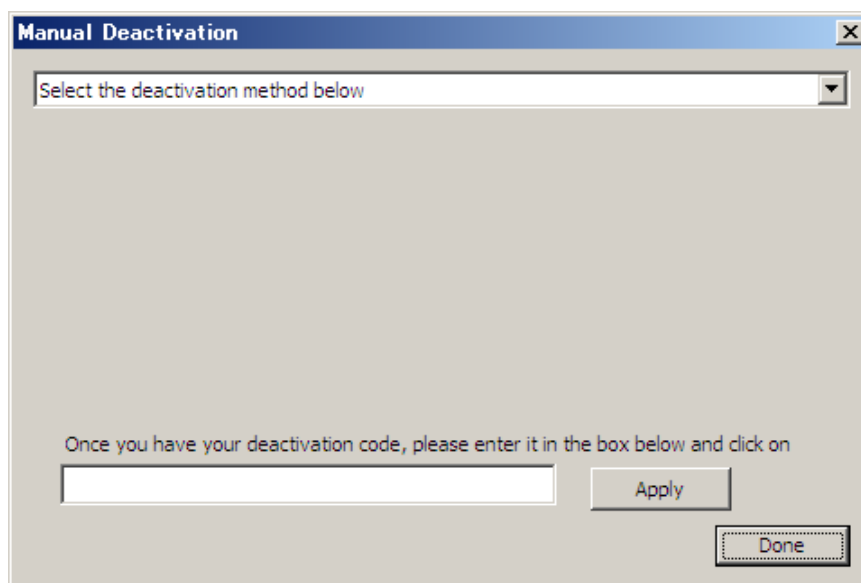 Manual Deactivation
Select the deactivation method below
Once you have your deactivation code, please enter it in the box below and click on
Apply
Done